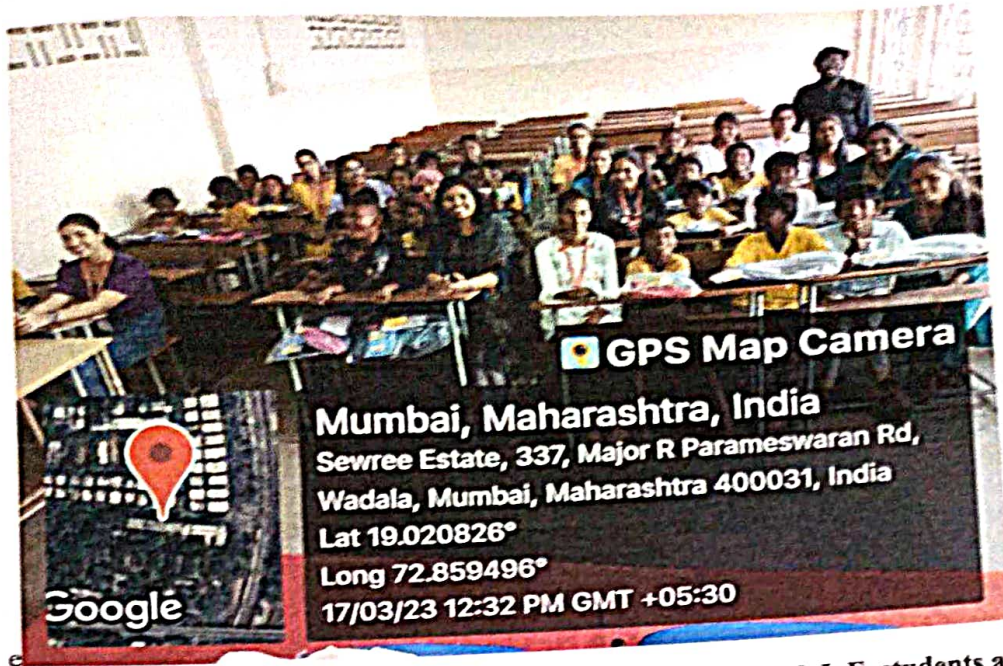 GPS Map Camera
Mumbai, Maharashtra, India
Sewree Estate, 337, Major R Parameswaran Rd,
Wadala, Mumbai, Maharashtra 400031, India
Lat 19.020826°
Long 72.859496°
17/03/23 12:32 PM GMT +05:30
Google
students a